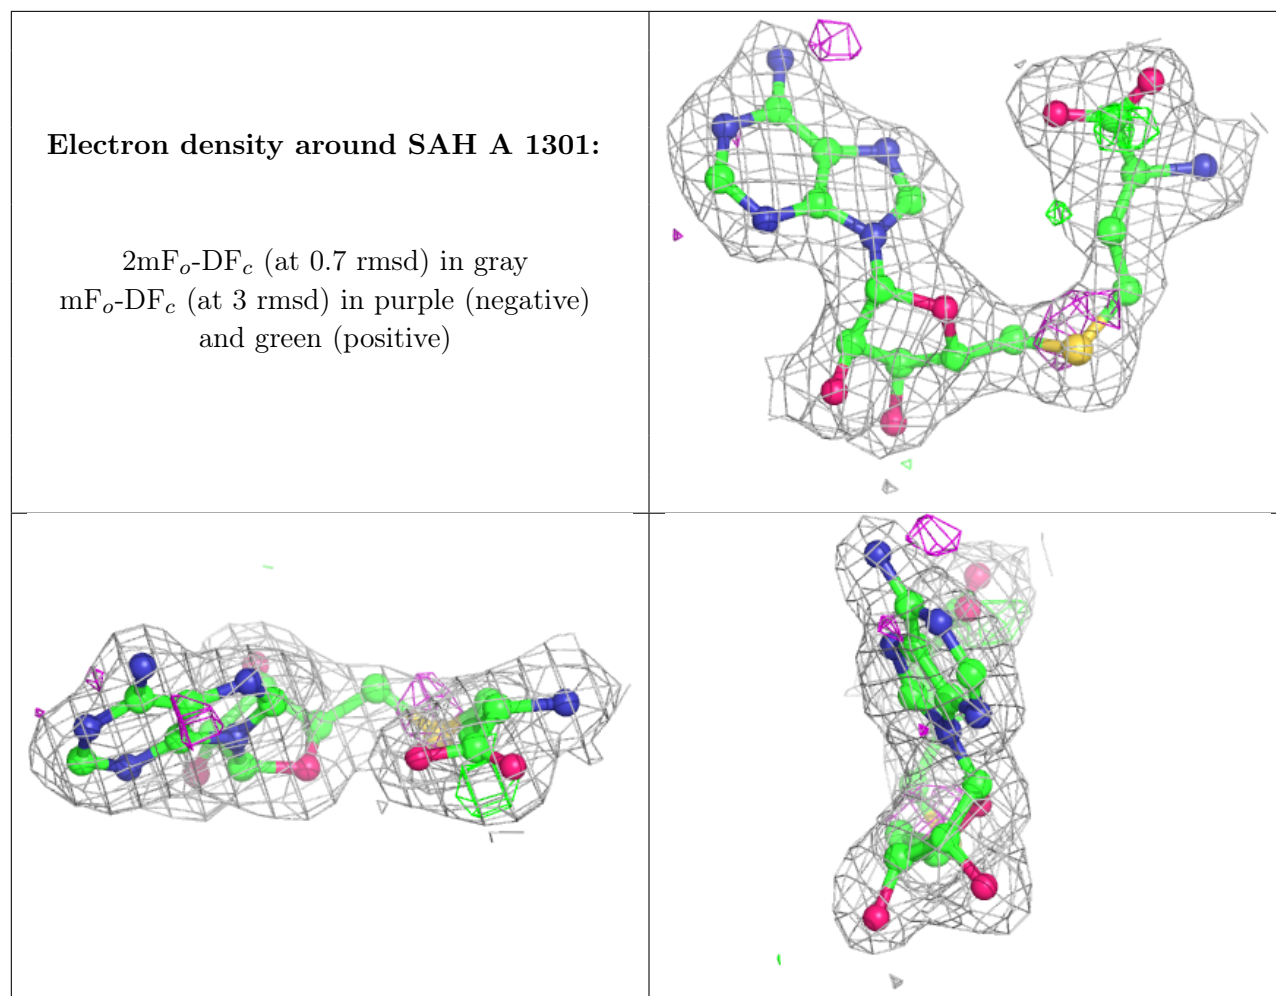 Electron density around SAH A 1301:
2mFo-DFc (at 0.7 rmsd) in gray
mFo-DFc (at 3 rmsd) in purple (negative)
and green (positive)